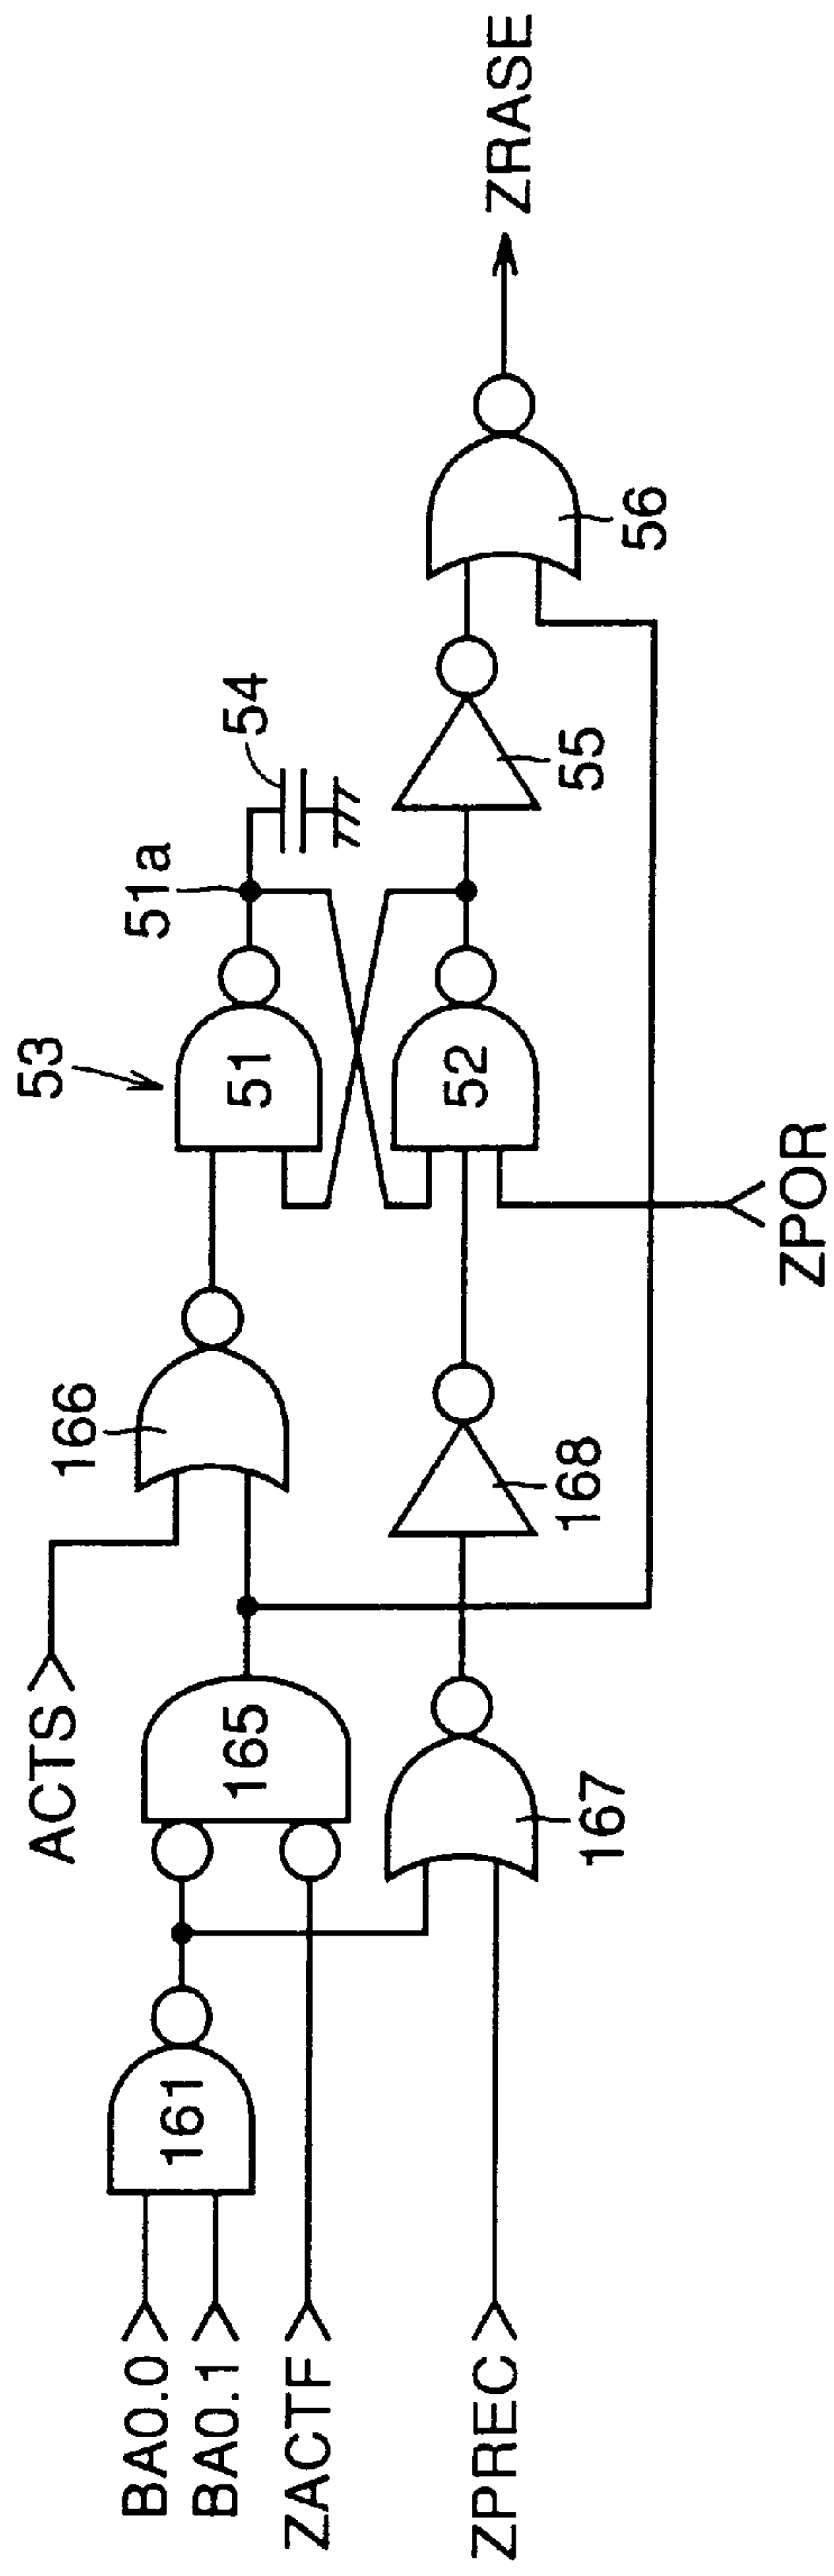 BA0.0
BA0.1
ZACTF
ZPREC
161
ACTS
165
167
166
168
53
51
52
ZPOR
51a
54
55
56
ZRASE